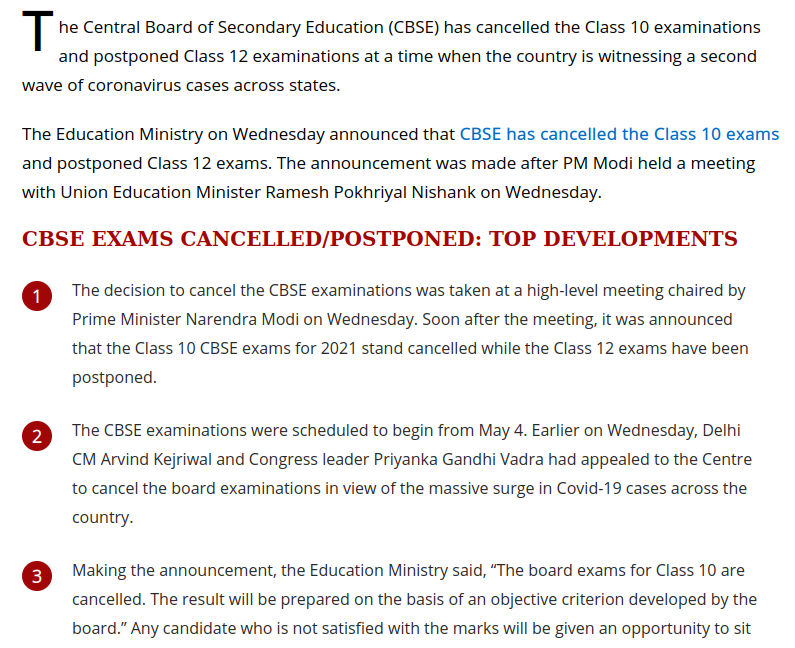 The Central Board of Secondary Education (CBSE) has cancelled the Class 10 examinations
and postponed Class 12 examinations at a time when the country is witnessing a second
wave of coronavirus cases across states.
The Education Ministry on Wednesday announced that CBSE has cancelled the Class 10 exams
and postponed Class 12 exams. The announcement was made after PM Modi held a meeting
with Union Education Minister Ramesh Pokhriyal Nishank on Wednesday.
CBSE EXAMS CANCELLED/POSTPONED: TOP DEVELOPMENTS
1 The decision to cancel the CBSE examinations was taken at a high-level meeting chaired by
Prime Minister Narendra Modi on Wednesday. Soon after the meeting, it was announced
that the Class 10 CBSE exams for 2021 stand cancelled while the Class 12 exams have been
postponed.
2 The CBSE examinations were scheduled to begin from May 4. Earlier on Wednesday, Delhi
CM Arvind Kejriwal and Congress leader Priyanka Gandhi Vadra had appealed to the Centre
to cancel the board examinations in view of the massive surge in Covid-19 cases across the
country.
3 Making the announcement, the Education Ministry said, “The board exams for Class 10 are
cancelled. The result will be prepared on the basis of an objective criterion developed by the
board.” Any candidate who is not satisfied with the marks will be given an opportunity to sit